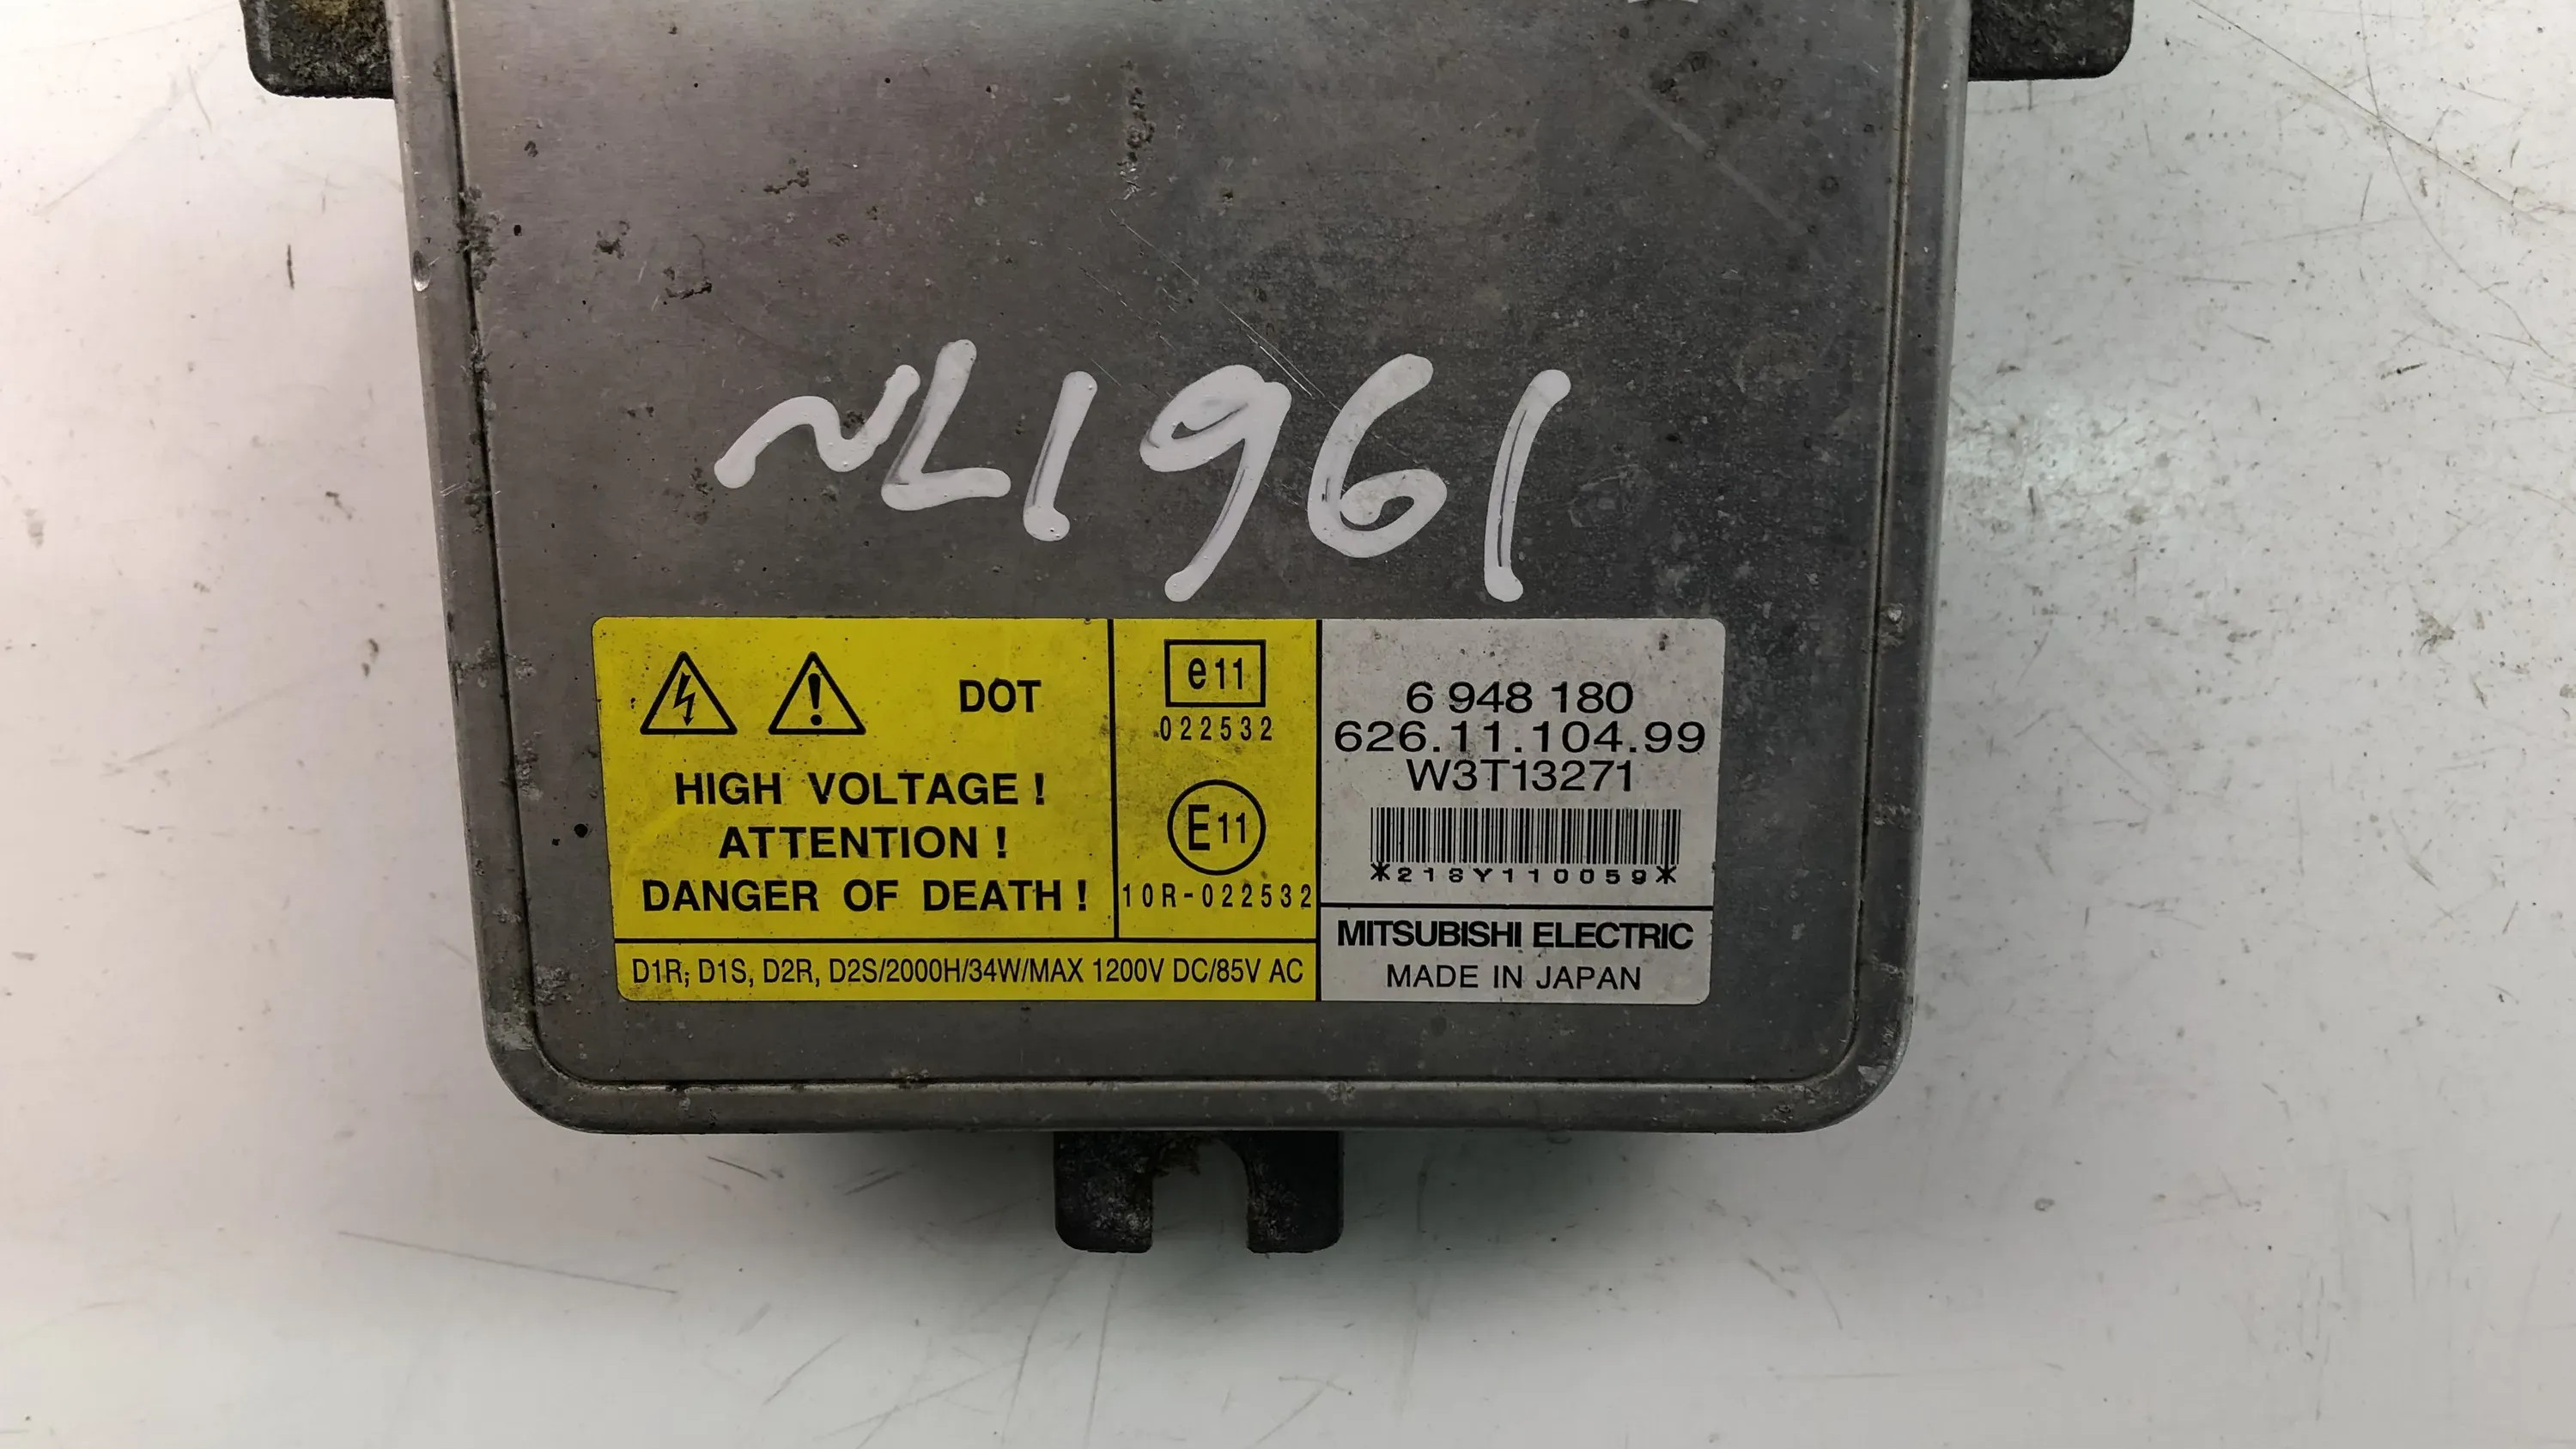 NL1961
DOT
HIGH VOLTAGE !
ATTENTION !
DANGER OF DEATH !
e11
022532
E11
10R-022532
D1R; D1S, D2R, D2S/2000H/34W/MAX 1200V DC/85V AC
6 948 180
626.11.104.99
W3T13271
*218Y110059*
MITSUBISHI ELECTRIC
MADE IN JAPAN